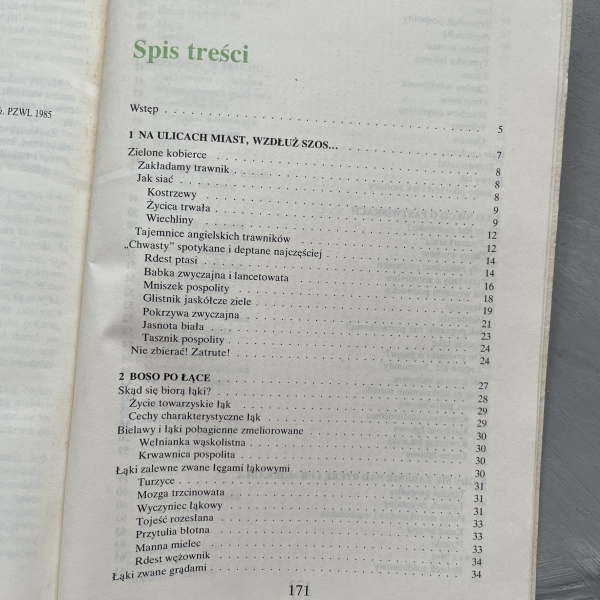 PZWL 1985
Spis treści
Wstęp . . . 5
1 NA ULICACH MIAST, WZDŁUŻ SZOS... . . . 7
Zielone kobierce . . . 8
Zakładamy trawnik . . . 8
Jak siać . . . 8
Kostrzewy . . . 9
Życica trwała . . . 9
Wiechliny . . . 12
Tajemnice angielskich trawników . . . 12
„Chwasty” spotykane i deptane najczęściej . . . 14
Rdest ptasi . . . 14
Babka zwyczajna i lancetowata . . . 16
Mniszek pospolity . . . 18
Glistnik jaskółcze ziele . . . 19
Pokrzywa zwyczajna . . . 21
Jasnota biała . . . 23
Tasznik pospolity . . . 24
Nie zbierać! Zatrute! . . . 24
2 BOSO PO ŁĄCE . . . 27
Skąd się biorą łąki? . . . 28
Życie towarzyskie łąk . . . 29
Cechy charakterystyczne łąk . . . 29
Bielawy i łąki pobagienne zmeliorowane . . . 30
Wełnianka wąskolistna . . . 30
Krwawnica pospolita . . . 30
Łąki zalewne zwane łęgami łąkowymi . . . 30
Turzyce . . . 31
Mozga trzcinowata . . . 31
Wyczyniec łąkowy . . . 31
Tojeść rozesłana . . . 33
Przytulia błotna . . . 33
Manna mielec . . . 33
Rdest wężownik . . . 34
Łąki zwane grądami . . . 34
171